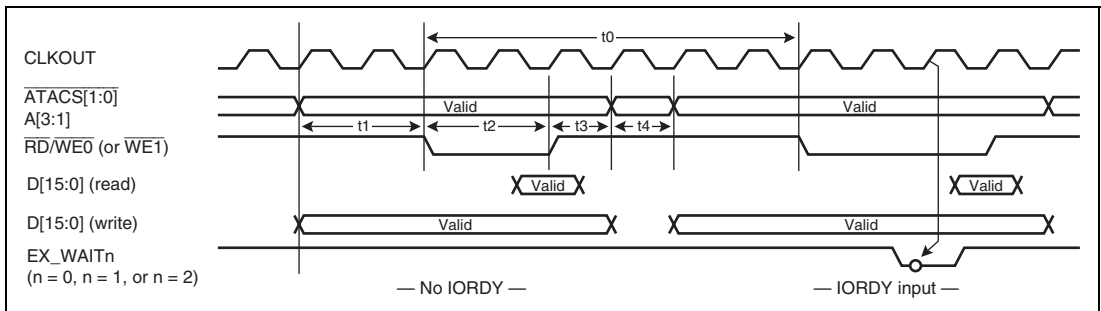 t0
CLKOUT
ATACS[1:0]
A[3:1]
Valid
Valid
t1
t2
t3
t4
RD/WE0 (or WE1)
D[15:0] (read)
Valid
Valid
D[15:0] (write)
Valid
Valid
EX_WAITn
(n = 0, n = 1, or n = 2)
— No IORDY —
— IORDY input —